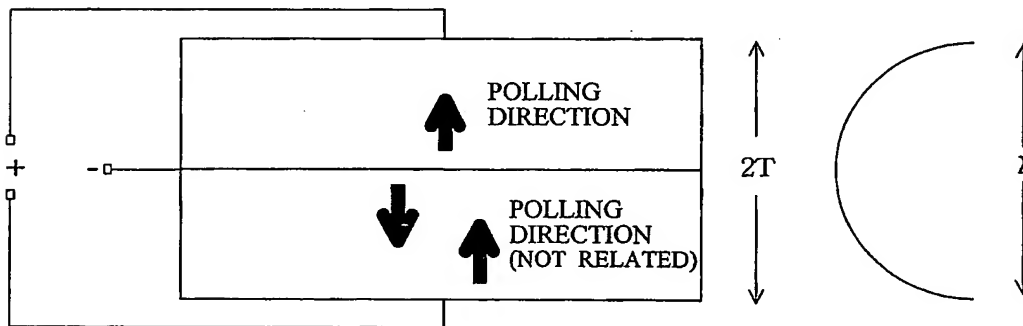 POLLING
DIRECTION
+
-
2T
POLLING
DIRECTION
(NOT RELATED)